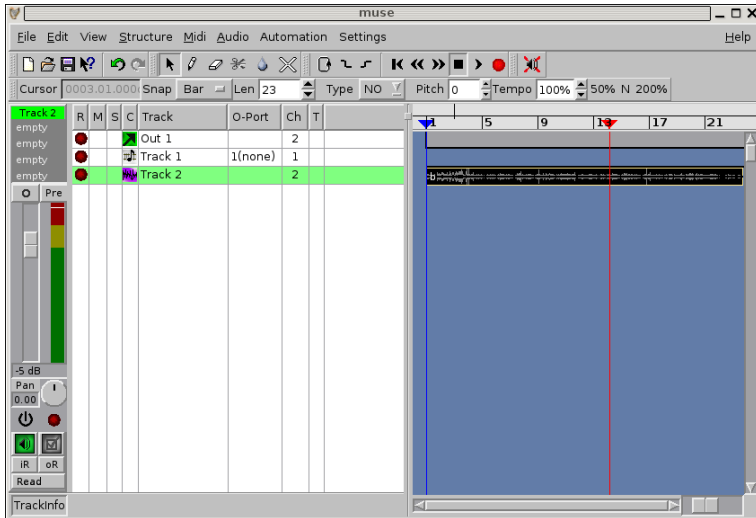 muse
File Edit View Structure Midi Audio Automation Settings Help
Cursor 0003.01.000 Snap Bar Len 23 Type NO Pitch 0 Tempo 100% 50% N 200%
Track 2 R M S C Track O-Port Ch T 1 5 9 13 17 21
empty
empty Out 1 2
empty Track 1 1(none) 1
empty Track 2 2
O Pre
-5 dB
Pan
0.00
iR oR
Read
TrackInfo